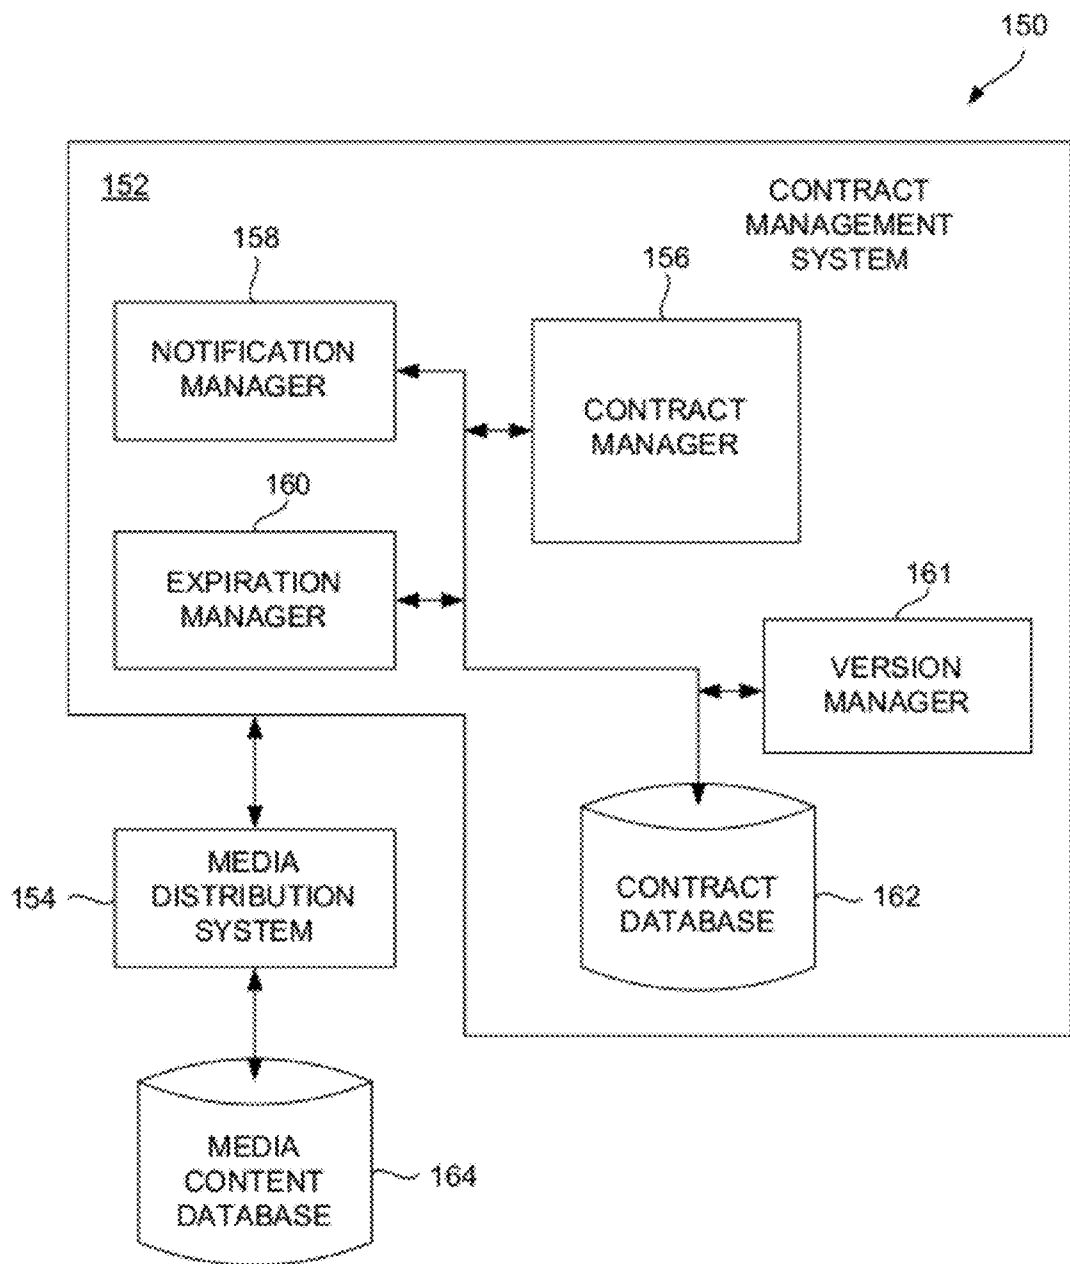 150
152
CONTRACT
MANAGEMENT
SYSTEM
158
NOTIFICATION
MANAGER
156
CONTRACT
MANAGER
160
EXPIRATION
MANAGER
161
VERSION
MANAGER
154
MEDIA
DISTRIBUTION
SYSTEM
CONTRACT
DATABASE
162
MEDIA
CONTENT
DATABASE
164